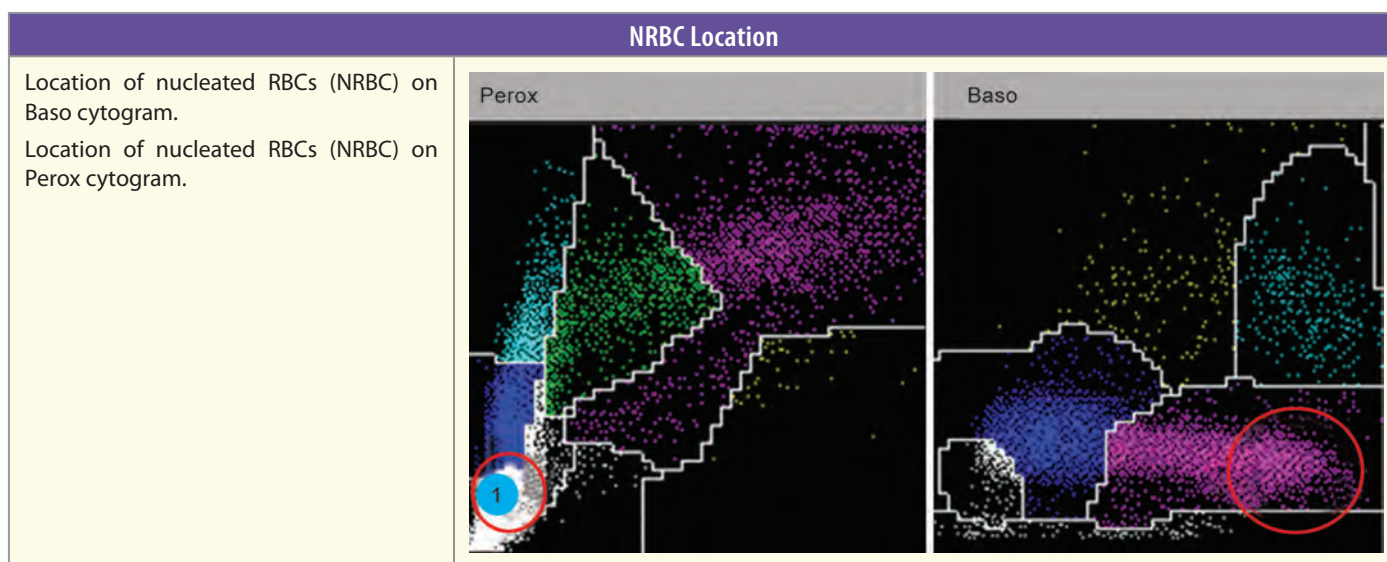 NRBC Location
Location of nucleated RBCs (NRBC) on
Baso cytogram.
Location of nucleated RBCs (NRBC) on
Perox cytogram.
Perox
Baso
1